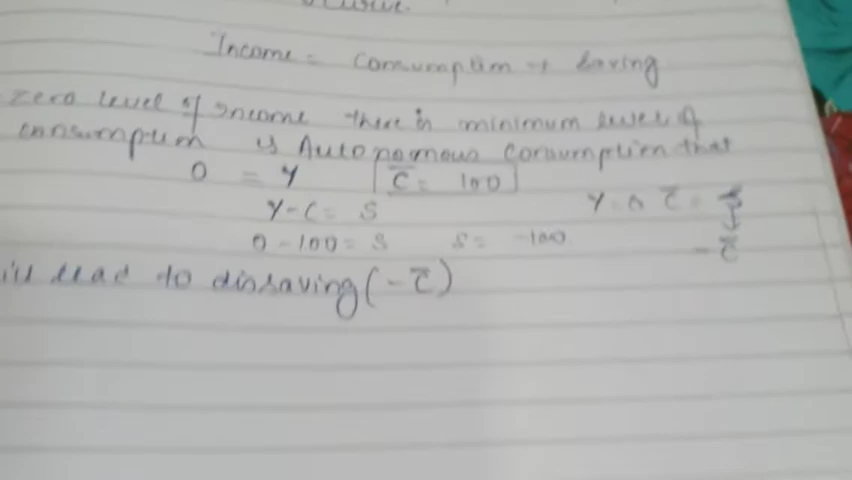 Income = Consumption + Saving
zero level of income there is minimum level of
consumption is Autonomous Consumption that
0 = Y C̅ = 100
Y - C = S Y = 0 C̅ =
0 - 100 = S S = -100 - C̅
lead to dissaving (- C̅)